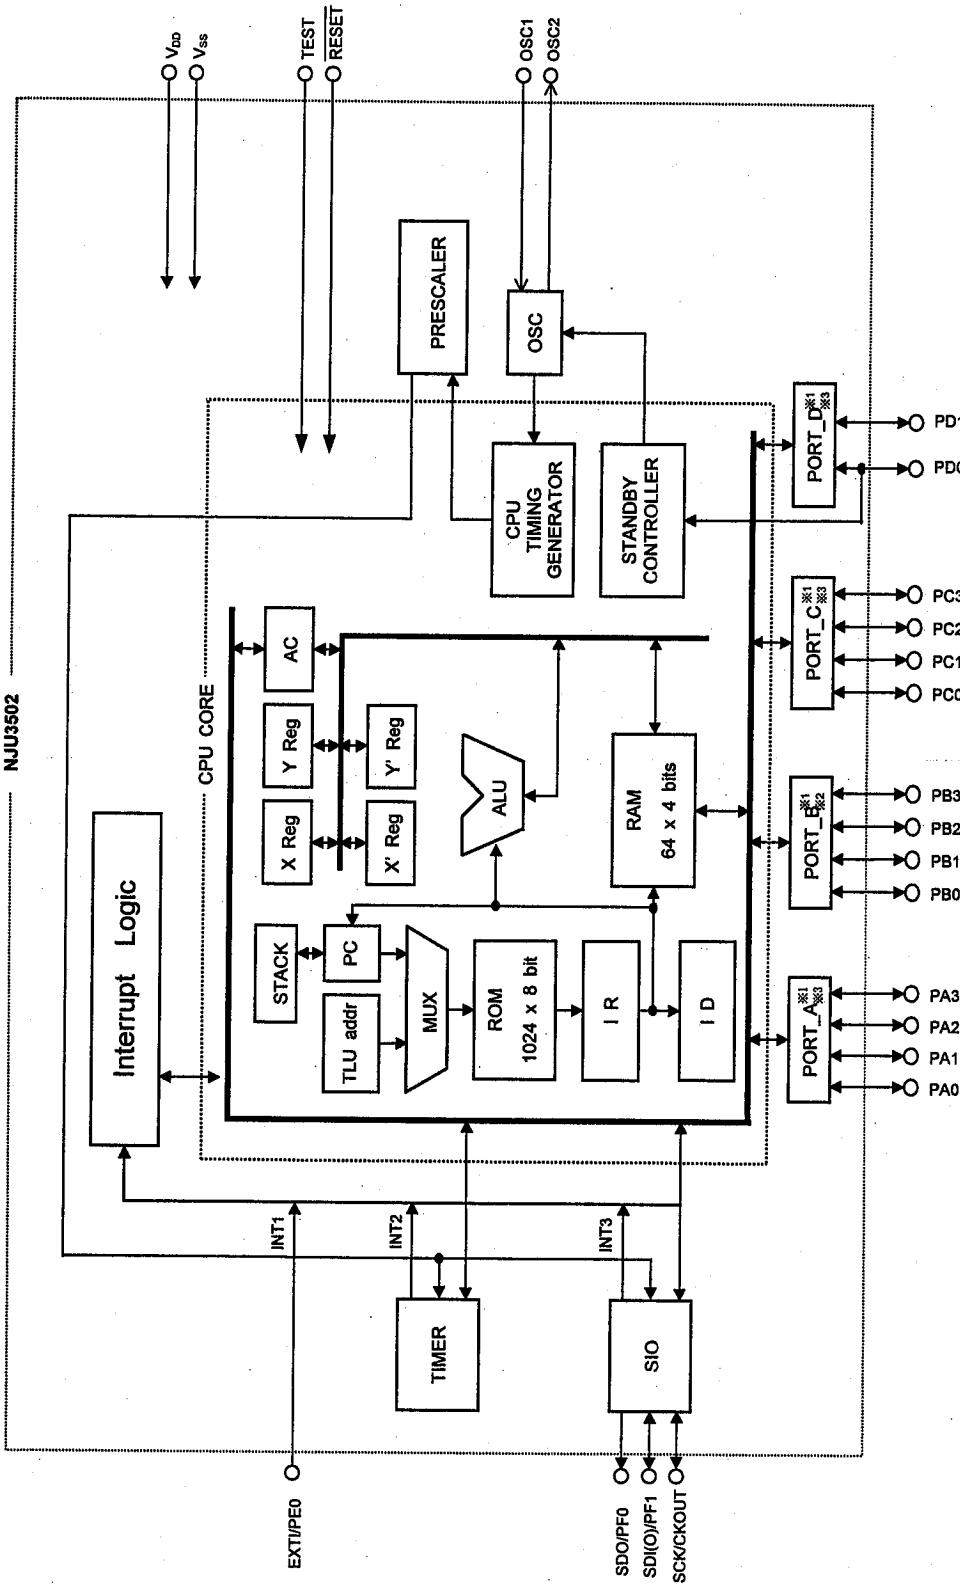 NJU3502
VDD
VSS
TEST
RESET
OSC1
OSC2
PRESCALER
OSC
CPU CORE
CPU
TIMING
GENERATOR
STANDBY
CONTROLLER
Interrupt Logic
AC
X Reg
Y Reg
X' Reg
Y' Reg
ALU
RAM
64 x 4 bits
STACK
PC
TLU addr
MUX
ROM
1024 x 8 bit
I R
I D
INT1
INT2
INT3
TIMER
SIO
EXTI/PE0
SDO/PF0
SDI(O)/PF1
SCK/CKOUT
PORT_A ※1 ※3
PA0
PA1
PA2
PA3
PORT_B ※1 ※2
PB0
PB1
PB2
PB3
PORT_C ※1 ※3
PC0
PC1
PC2
PC3
PORT_D ※1 ※3
PD0
PD1